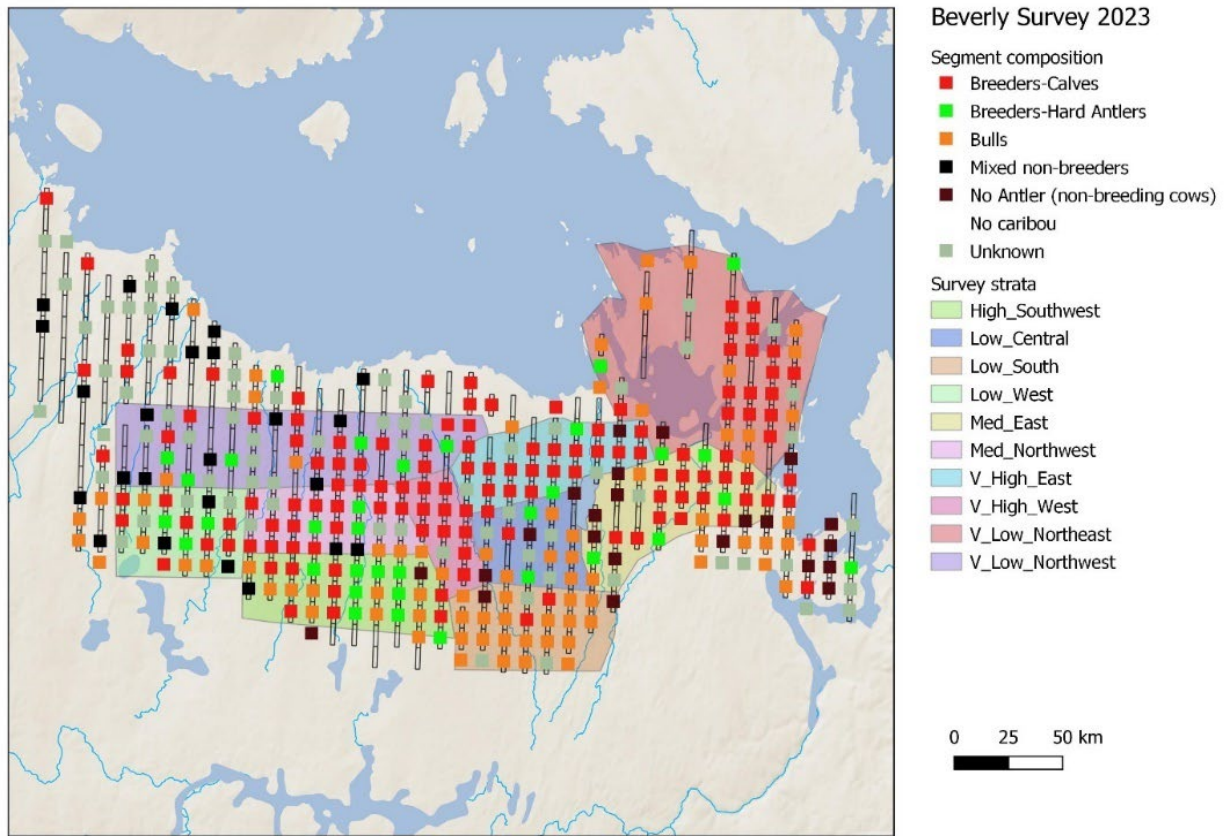 Beverly Survey 2023
Segment composition
Breeders-Calves
Breeders-Hard Antlers
Bulls
Mixed non-breeders
No Antler (non-breeding cows)
No caribou
Unknown
Survey strata
High_Southwest
Low_Central
Low_South
Low_West
Med_East
Med_Northwest
V_High_East
V_High_West
V_Low_Northeast
V_Low_Northwest
0 25 50 km